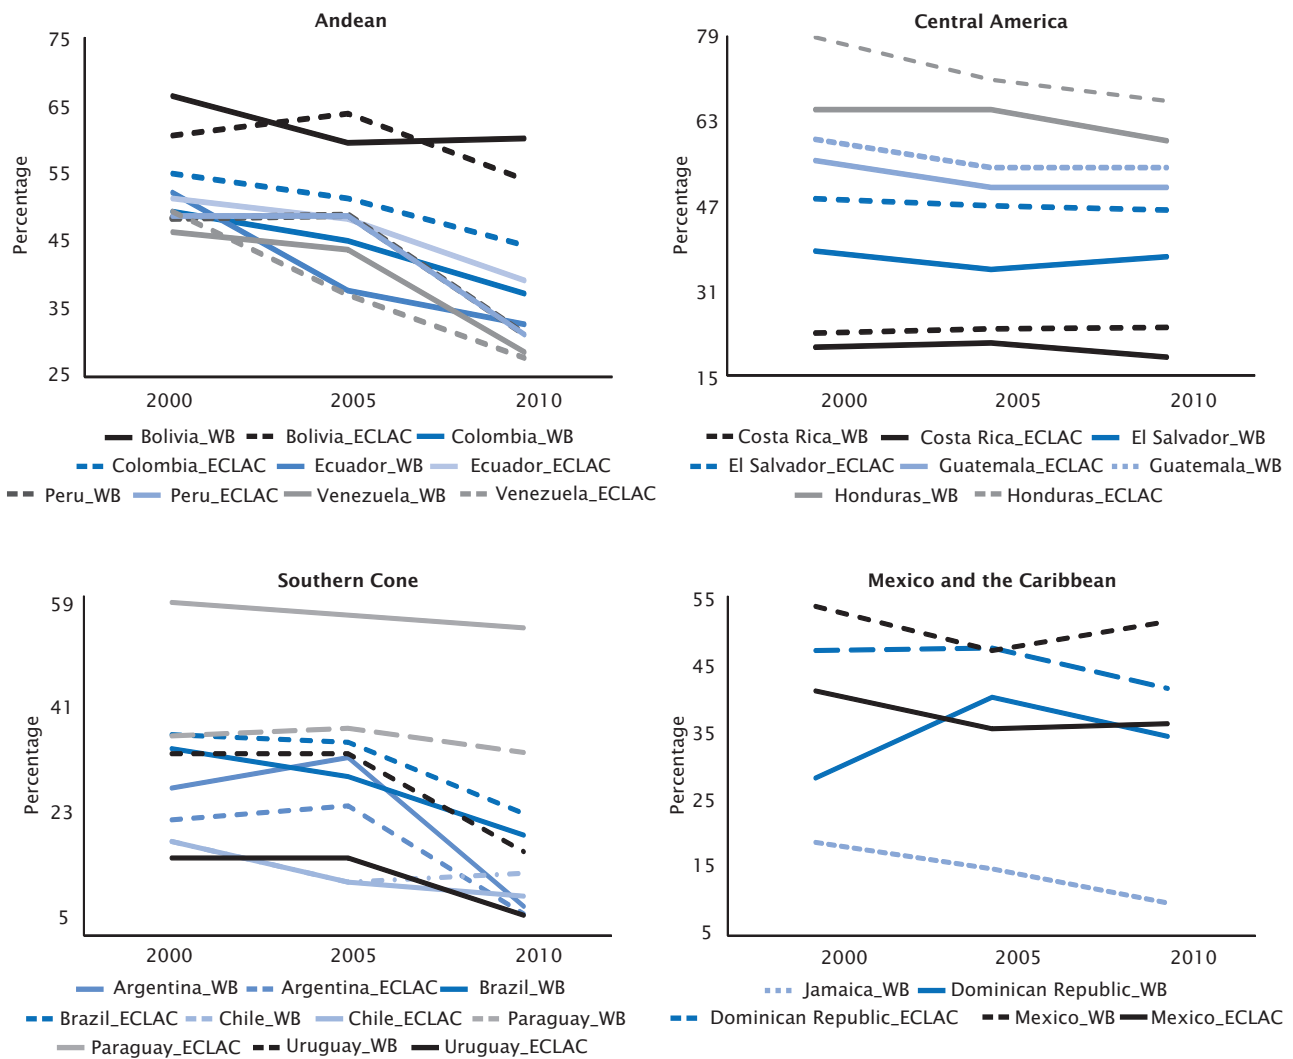 Andean
75
65
55
45
35
25
Percentage
2000 2005 2010
Bolivia_WB Bolivia_ECLAC Colombia_WB
Colombia_ECLAC Ecuador_WB Ecuador_ECLAC
Peru_WB Peru_ECLAC Venezuela_WB Venezuela_ECLAC
Central America
79
63
47
31
15
Percentage
2000 2005 2010
Costa Rica_WB Costa Rica_ECLAC El Salvador_WB
El Salvador_ECLAC Guatemala_ECLAC Guatemala_WB
Honduras_WB Honduras_ECLAC
Southern Cone
59
41
23
5
Percentage
2000 2005 2010
Argentina_WB Argentina_ECLAC Brazil_WB
Brazil_ECLAC Chile_WB Chile_ECLAC Paraguay_WB
Paraguay_ECLAC Uruguay_WB Uruguay_ECLAC
Mexico and the Caribbean
55
45
35
25
15
5
Percentage
2000 2005 2010
Jamaica_WB Dominican Republic_WB
Dominican Republic_ECLAC Mexico_WB Mexico_ECLAC